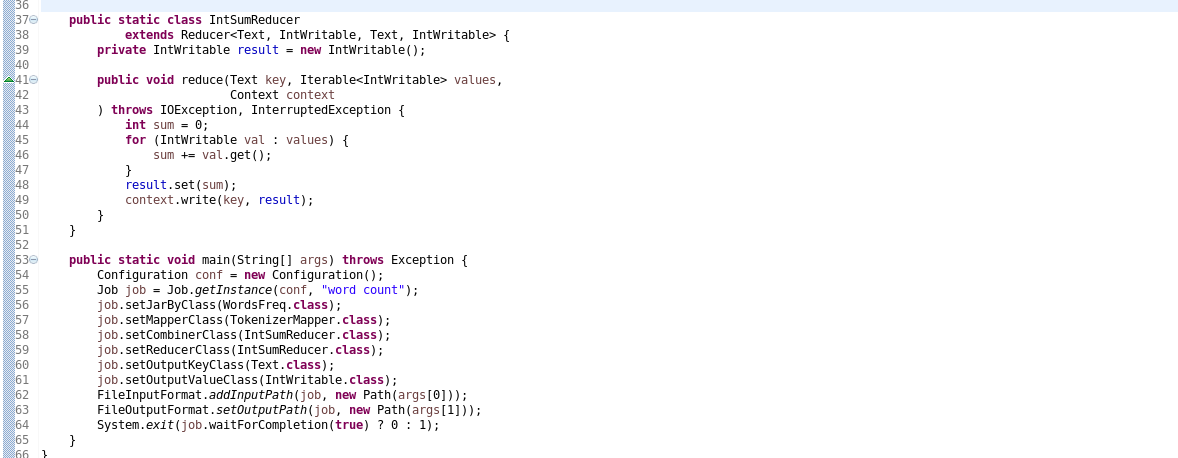 36
37 public static class IntSumReducer
38 extends Reducer<Text, IntWritable, Text, IntWritable> {
39 private IntWritable result = new IntWritable();
40
41 public void reduce(Text key, Iterable<IntWritable> values,
42 Context context
43 ) throws IOException, InterruptedException {
44 int sum = 0;
45 for (IntWritable val : values) {
46 sum += val.get();
47 }
48 result.set(sum);
49 context.write(key, result);
50 }
51 }
52
53 public static void main(String[] args) throws Exception {
54 Configuration conf = new Configuration();
55 Job job = Job.getInstance(conf, "word count");
56 job.setJarByClass(WordsFreq.class);
57 job.setMapperClass(TokenizerMapper.class);
58 job.setCombinerClass(IntSumReducer.class);
59 job.setReducerClass(IntSumReducer.class);
60 job.setOutputKeyClass(Text.class);
61 job.setOutputValueClass(IntWritable.class);
62 FileInputFormat.addInputPath(job, new Path(args[0]));
63 FileOutputFormat.setOutputPath(job, new Path(args[1]));
64 System.exit(job.waitForCompletion(true) ? 0 : 1);
65 }
66 }